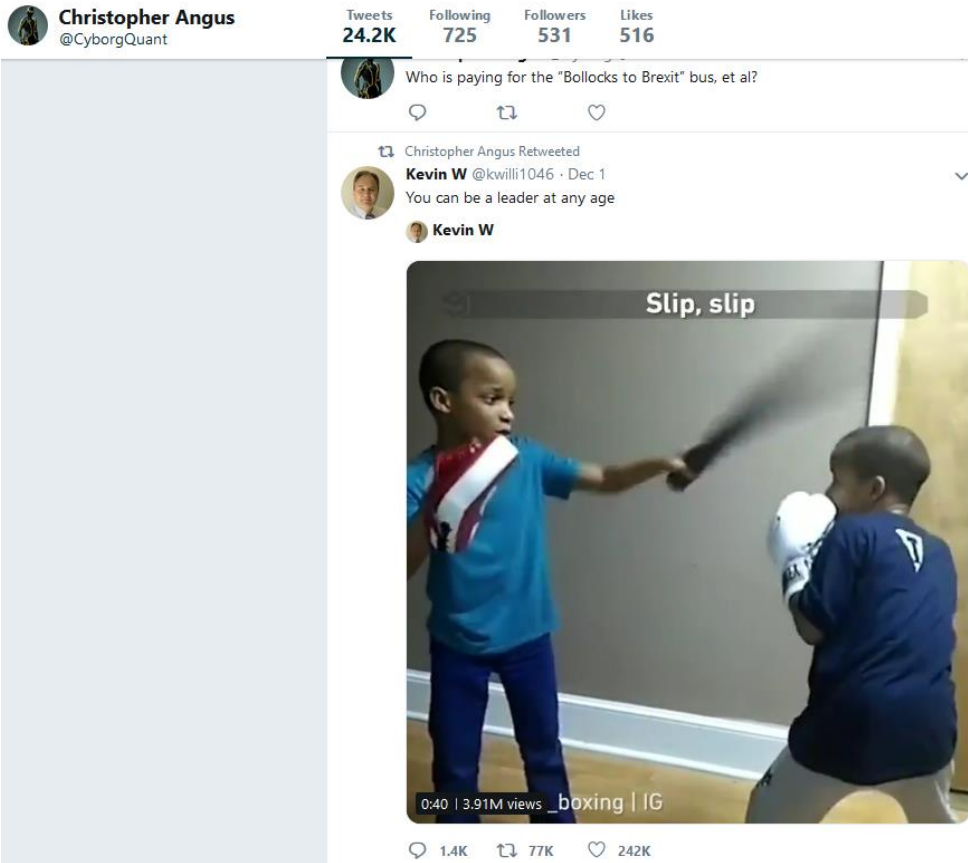 Christopher Angus
@CyborgQuant
Tweets Following Followers Likes
24.2K 725 531 516
Who is paying for the "Bollocks to Brexit" bus, et al?
Christopher Angus Retweeted
Kevin W @kwilli1046 · Dec 1
You can be a leader at any age
Kevin W
Slip, slip
0:40 | 3.91M views _boxing | IG
1.4K 77K 242K